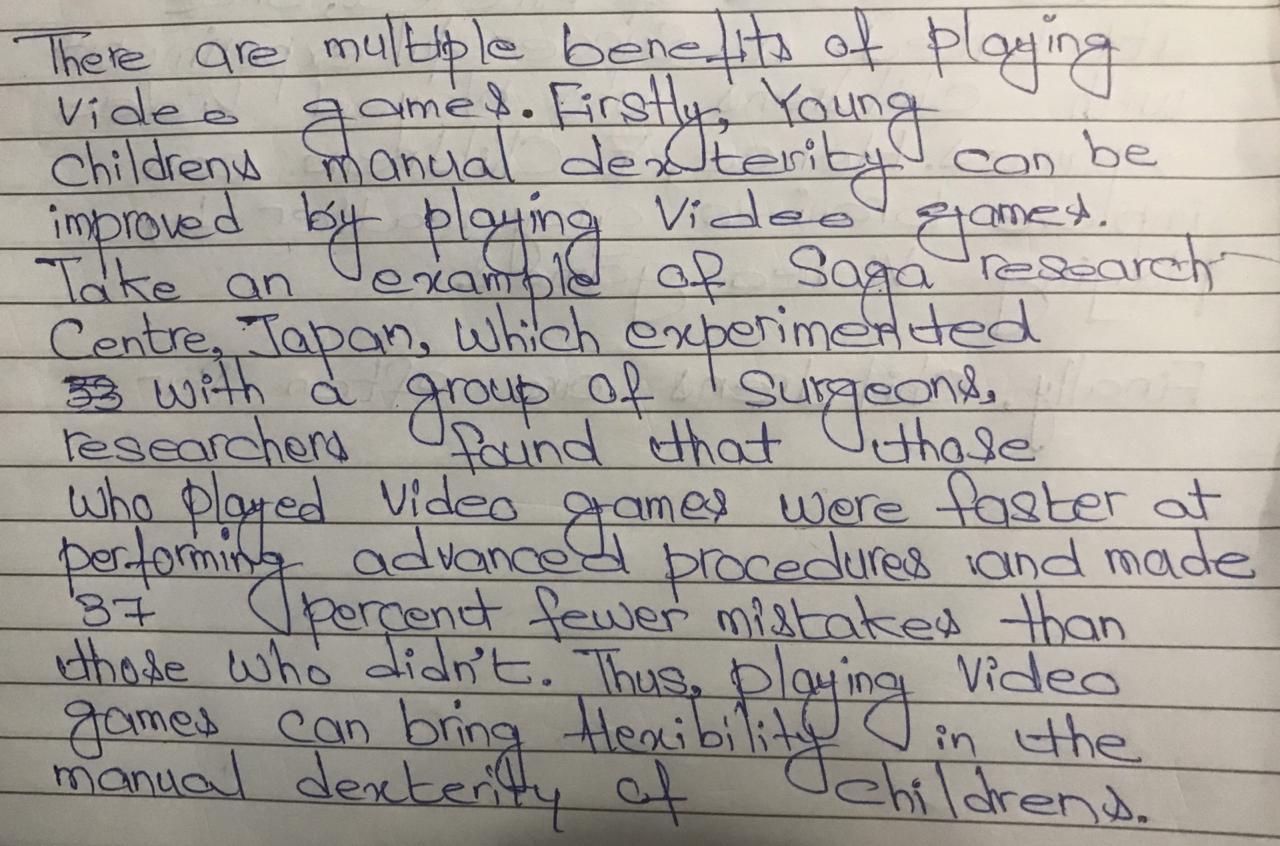 There are multiple benefits of playing
video games. Firstly, Young
childrens manual dexterity can be
improved by playing video games.
Take an example of Saga research
Centre, Japan, which experimented
with a group of surgeons,
researchers found that those
who played video games were faster at
performing advanced procedures and made
37 percent fewer mistakes than
those who didn't. Thus, playing video
games can bring flexibility in the
manual dexterity of childrens.